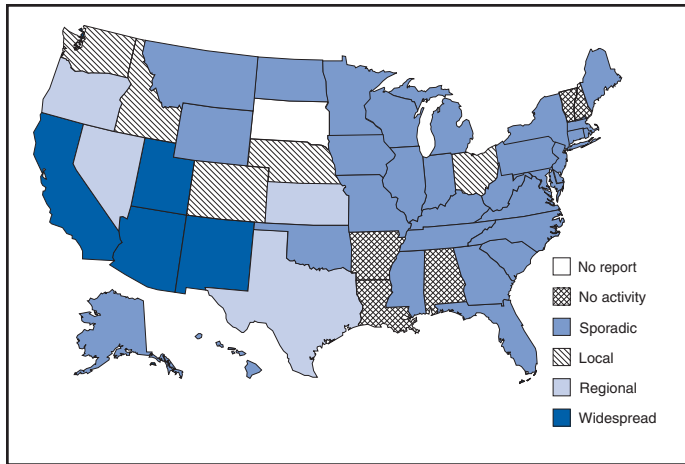 No report
No activity
Sporadic
Local
Regional
Widespread